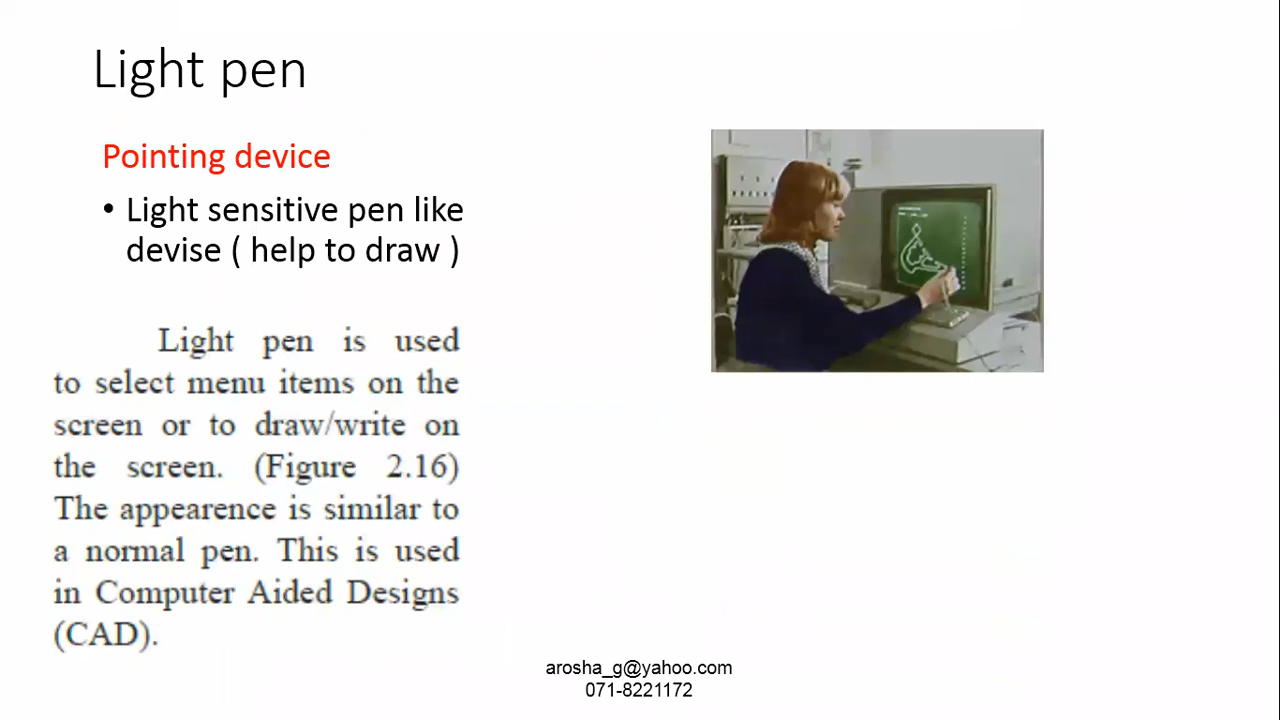 Light pen
Pointing device
• Light sensitive pen like
devise ( help to draw )
Light pen is used
to select menu items on the
screen or to draw/write on
the screen. (Figure 2.16)
The appearence is similar to
a normal pen. This is used
in Computer Aided Designs
(CAD).
arosha_g@yahoo.com
071-8221172